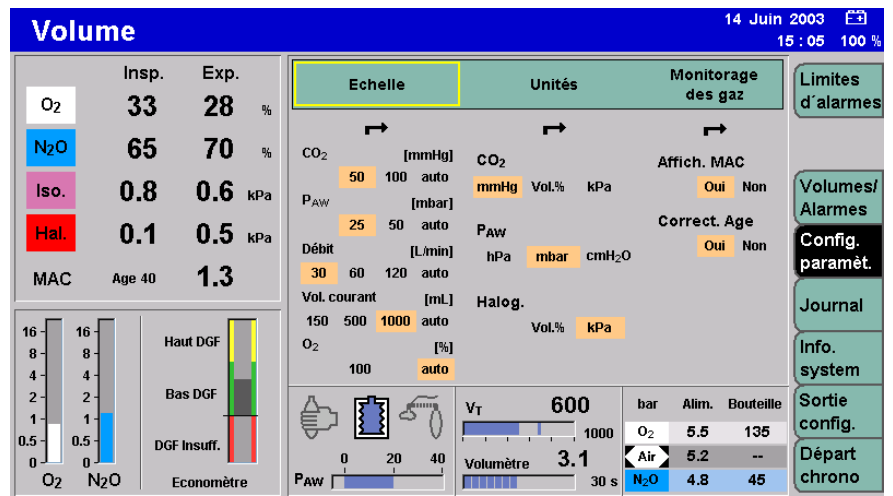 Volume
14 Juin 2003
15 : 05 100 %
Insp. Exp.
O2 33 28 %
N2O 65 70 %
Iso. 0.8 0.6 kPa
Hal. 0.1 0.5 kPa
MAC Age 40 1.3
Echelle
Unités
Monitorage
des gaz
CO2 [mmHg]
50 100 auto
PAW [mbar]
25 50 auto
Débit [L/min]
30 60 120 auto
Vol. courant [mL]
150 500 1000 auto
O2 [%]
100 auto
CO2
mmHg Vol.% kPa
PAW
hPa mbar cmH2O
Halog.
Vol.% kPa
Affich. MAC
Oui Non
Correct. Age
Oui Non
Limites
d´alarmes
Volumes/
Alarmes
Config.
paramèt.
Journal
Info.
system
Sortie
config.
Départ
chrono
16
8
4
2
1
0.5
0
O2
16
8
4
2
1
0.5
0
N2O
Haut DGF
Bas DGF
DGF Insuff.
Econometre
0 20 40
PAW
VT 600
1000
Volumètre 3.1
30 s
bar Alim. Bouteille
O2 5.5 135
Air 5.2 --
N2O 4.8 45